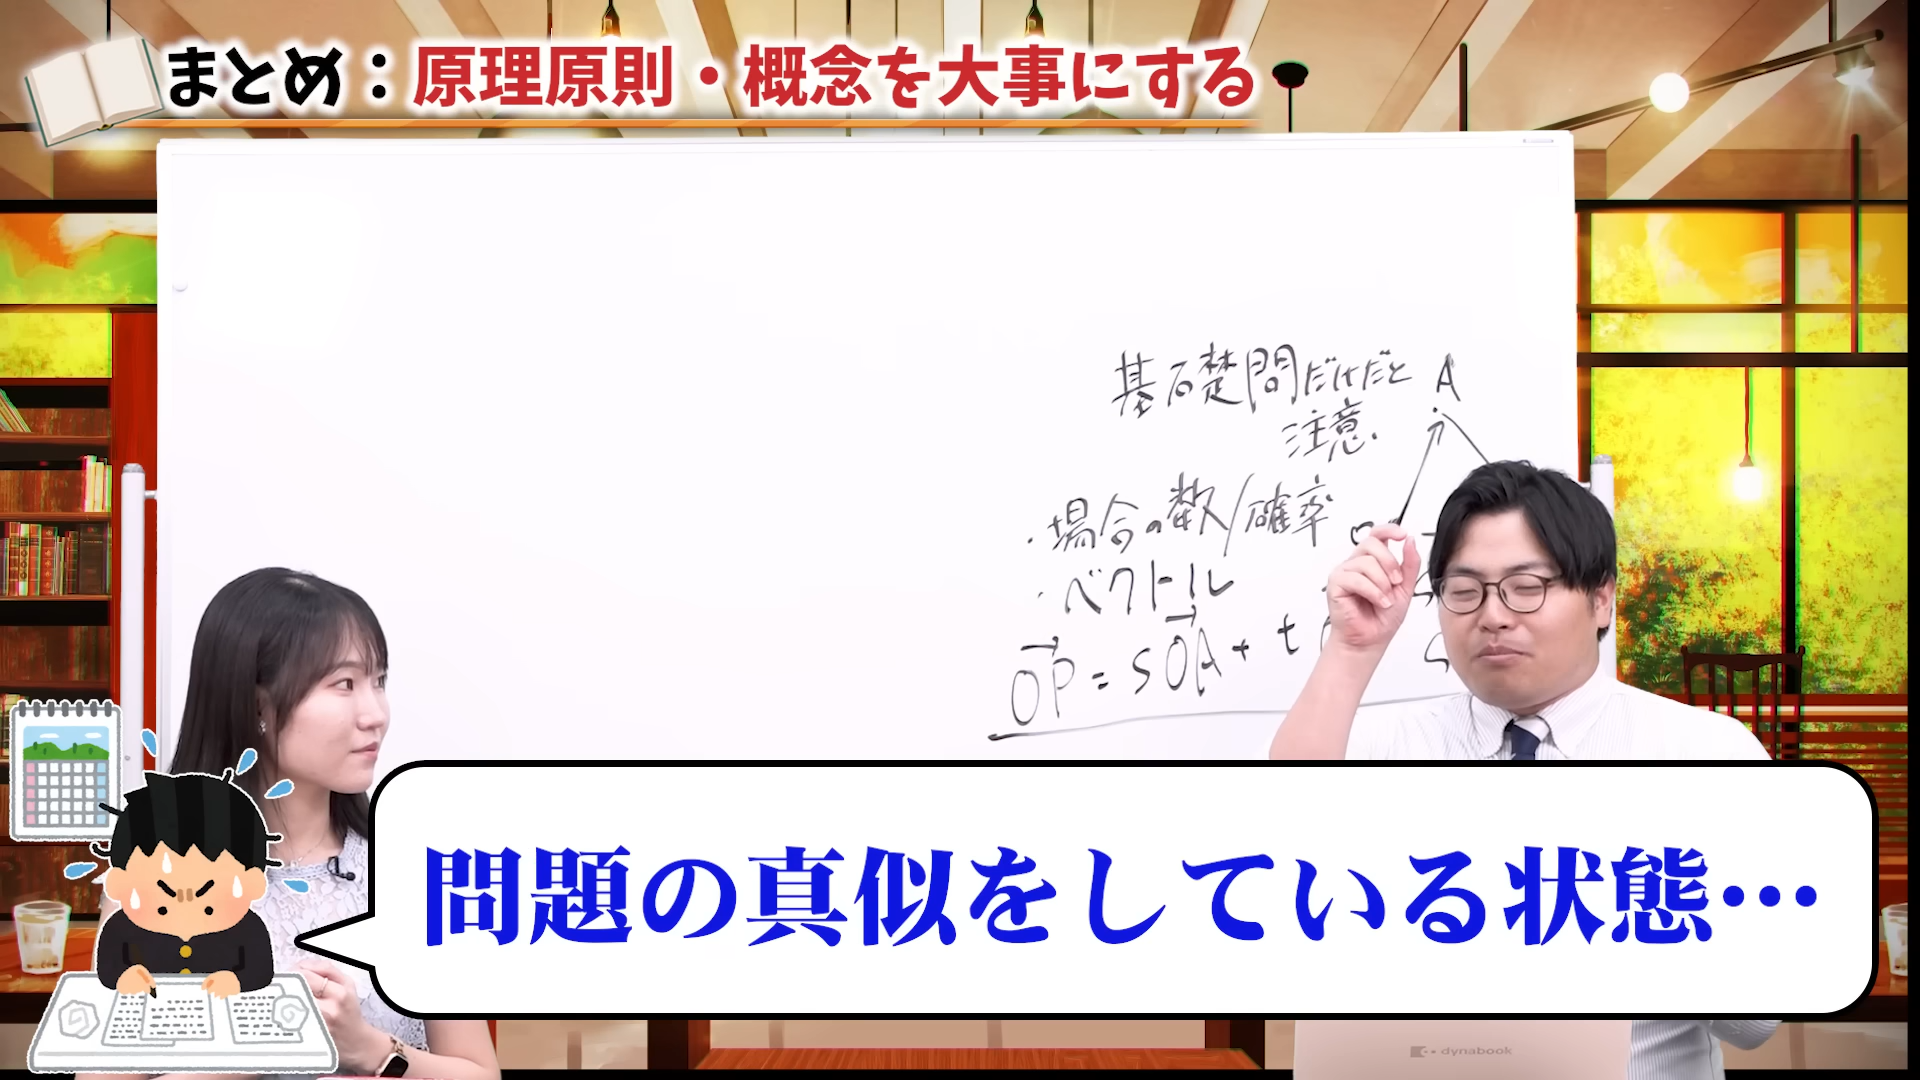 まとめ：原理原則・概念を大事にする
基礎問だけだと
注意.
A
・場合の数/確率
・ベクトル
OP = sOA + t
問題の真似をしている状態…
dynabook